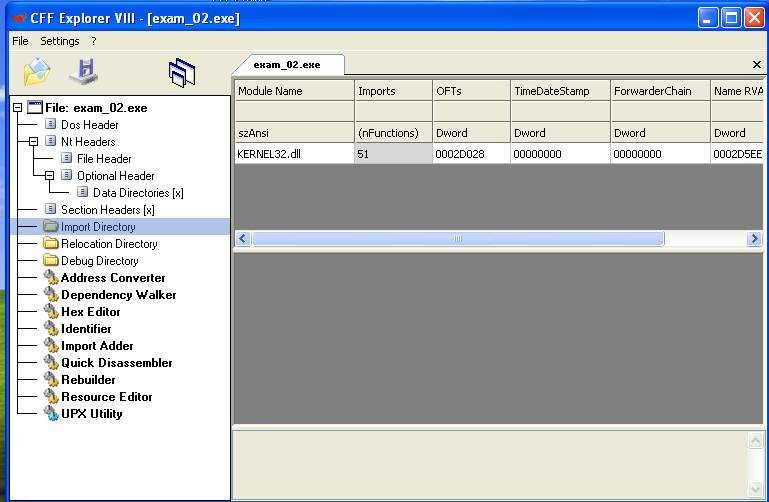 CFF Explorer VIII - [exam_02.exe]
File Settings ?
exam_02.exe
File: exam_02.exe
Dos Header
Nt Headers
File Header
Optional Header
Data Directories [x]
Section Headers [x]
Import Directory
Relocation Directory
Debug Directory
Address Converter
Dependency Walker
Hex Editor
Identifier
Import Adder
Quick Disassembler
Rebuilder
Resource Editor
UPX Utility
Module Name Imports OFTs TimeDateStamp ForwarderChain Name RVA
szAnsi (nFunctions) Dword Dword Dword Dword
KERNEL32.dll 51 0002D028 00000000 00000000 0002D5EE